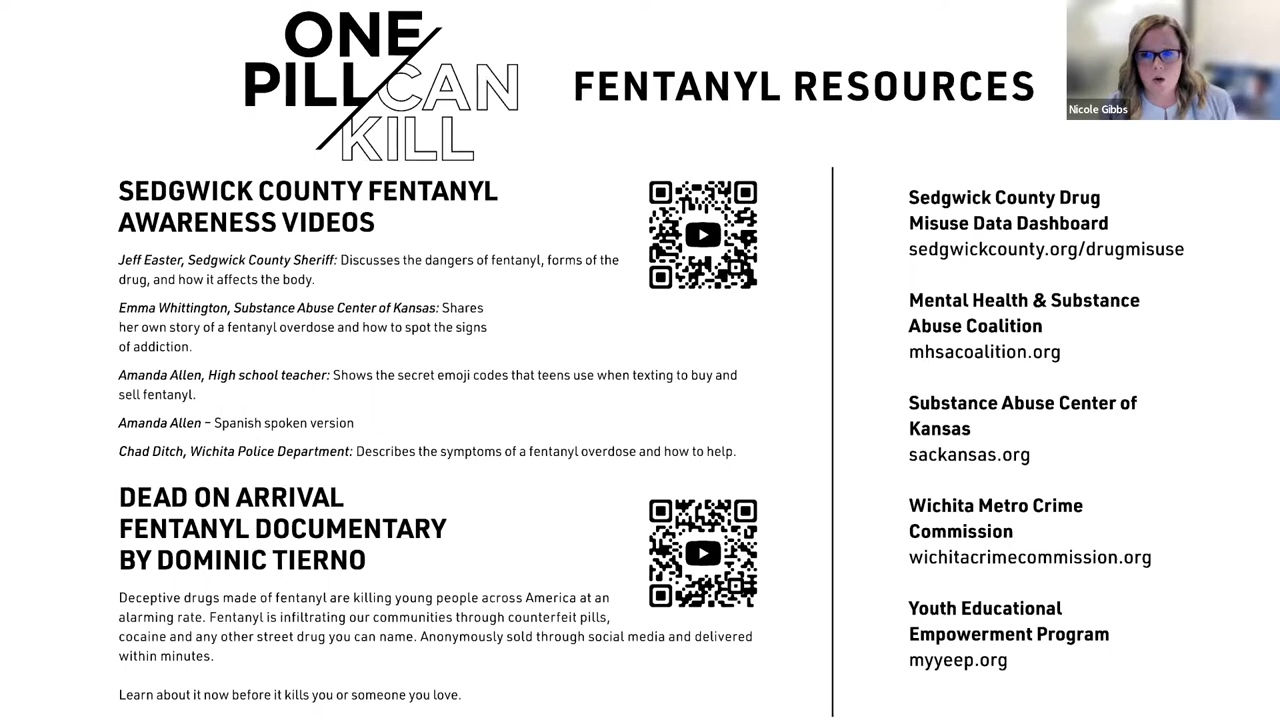 ONE
PILL CAN
KILL
FENTANYL RESOURCES
Nicole Gibbs
SEDGWICK COUNTY FENTANYL
AWARENESS VIDEOS
Jeff Easter, Sedgwick County Sheriff: Discusses the dangers of fentanyl, forms of the
drug, and how it affects the body.
Emma Whittington, Substance Abuse Center of Kansas: Shares
her own story of a fentanyl overdose and how to spot the signs
of addiction.
Amanda Allen, High school teacher: Shows the secret emoji codes that teens use when texting to buy and
sell fentanyl.
Amanda Allen – Spanish spoken version
Chad Ditch, Wichita Police Department: Describes the symptoms of a fentanyl overdose and how to help.
DEAD ON ARRIVAL
FENTANYL DOCUMENTARY
BY DOMINIC TIERNO
Deceptive drugs made of fentanyl are killing young people across America at an
alarming rate. Fentanyl is infiltrating our communities through counterfeit pills,
cocaine and any other street drug you can name. Anonymously sold through social media and delivered
within minutes.
Learn about it now before it kills you or someone you love.
Sedgwick County Drug
Misuse Data Dashboard
sedgwickcounty.org/drugmisuse
Mental Health & Substance
Abuse Coalition
mhsacoalition.org
Substance Abuse Center of
Kansas
sackansas.org
Wichita Metro Crime
Commission
wichitacrimecommission.org
Youth Educational
Empowerment Program
myyeep.org